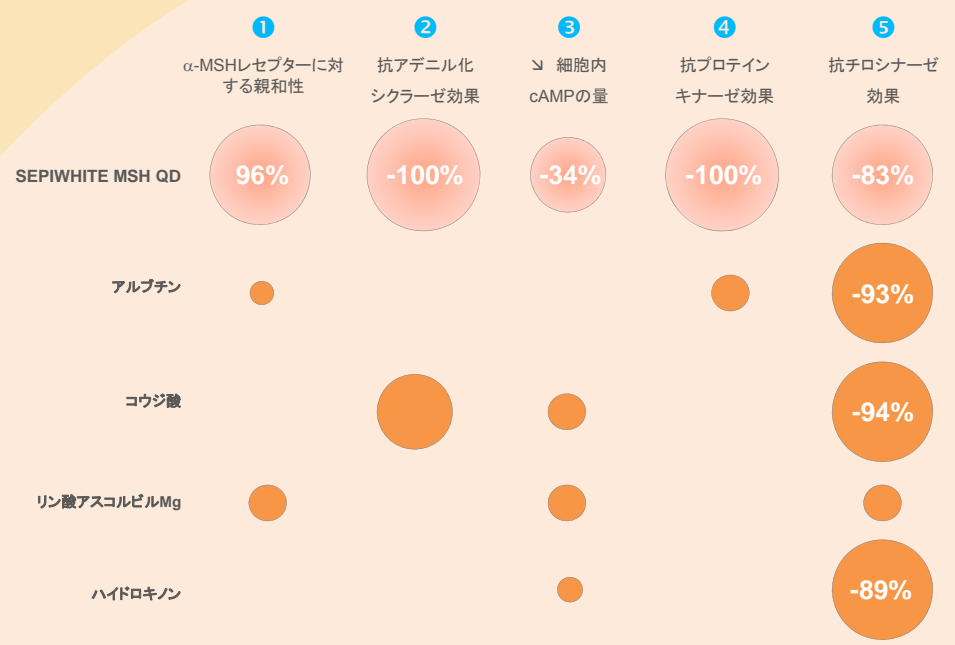 ❶ ❷ ❸ ❹ ❺
α-MSHレセプターに対
する親和性
抗アデニル化
シクラーゼ効果
↘ 細胞内
cAMPの量
抗プロテイン
キナーゼ効果
抗チロシナーゼ
効果
SEPIWHITE MSH QD 96% -100% -34% -100% -83%
アルブチン -93%
コウジ酸 -94%
リン酸アスコルビルMg
ハイドロキノン -89%